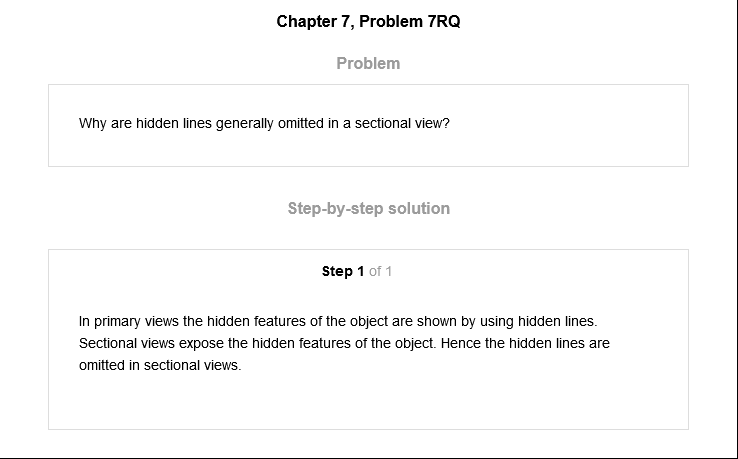 Chapter 7, Problem 7RQ
Problem
Why are hidden lines generally omitted in a sectional view?
Step-by-step solution
Step 1 of 1
In primary views the hidden features of the object are shown by using hidden lines.
Sectional views expose the hidden features of the object. Hence the hidden lines are
omitted in sectional views.